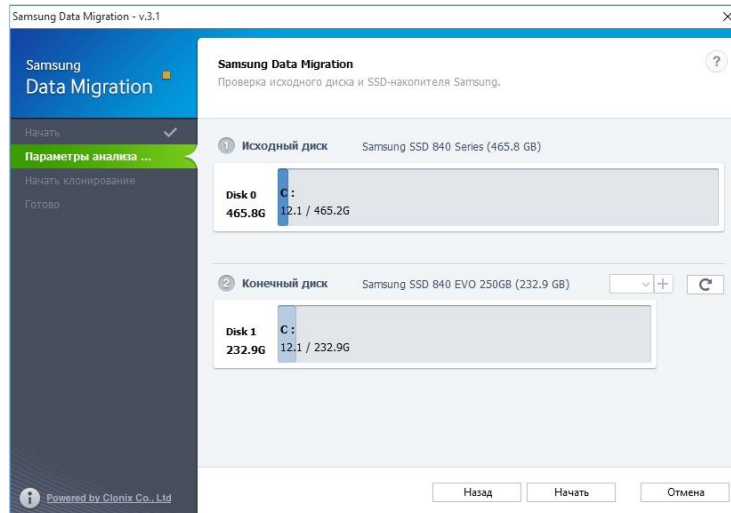 Samsung Data Migration - v.3.1
Samsung
Data Migration
Samsung Data Migration
Проверка исходного диска и SSD-накопителя Samsung.
?
Начать
Параметры анализа ...
Начать клонирование
Готово
1 Исходный диск Samsung SSD 840 Series (465.8 GB)
Disk 0
465.8G
C :
12.1 / 465.2G
2 Конечный диск Samsung SSD 840 EVO 250GB (232.9 GB)
Disk 1
232.9G
C :
12.1 / 232.9G
Powered by Clonix Co., Ltd
Назад Начать Отмена